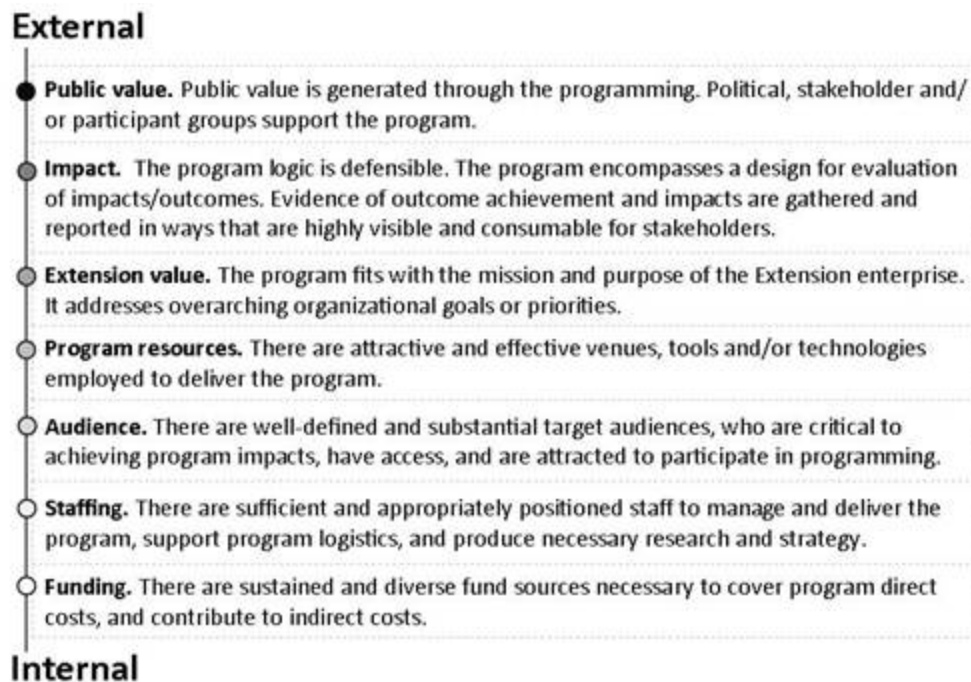 External
Public value. Public value is generated through the programming. Political, stakeholder and/
or participant groups support the program.
Impact. The program logic is defensible. The program encompasses a design for evaluation
of impacts/outcomes. Evidence of outcome achievement and impacts are gathered and
reported in ways that are highly visible and consumable for stakeholders.
Extension value. The program fits with the mission and purpose of the Extension enterprise.
It addresses overarching organizational goals or priorities.
Program resources. There are attractive and effective venues, tools and/or technologies
employed to deliver the program.
Audience. There are well-defined and substantial target audiences, who are critical to
achieving program impacts, have access, and are attracted to participate in programming.
Staffing. There are sufficient and appropriately positioned staff to manage and deliver the
program, support program logistics, and produce necessary research and strategy.
Funding. There are sustained and diverse fund sources necessary to cover program direct
costs, and contribute to indirect costs.
Internal